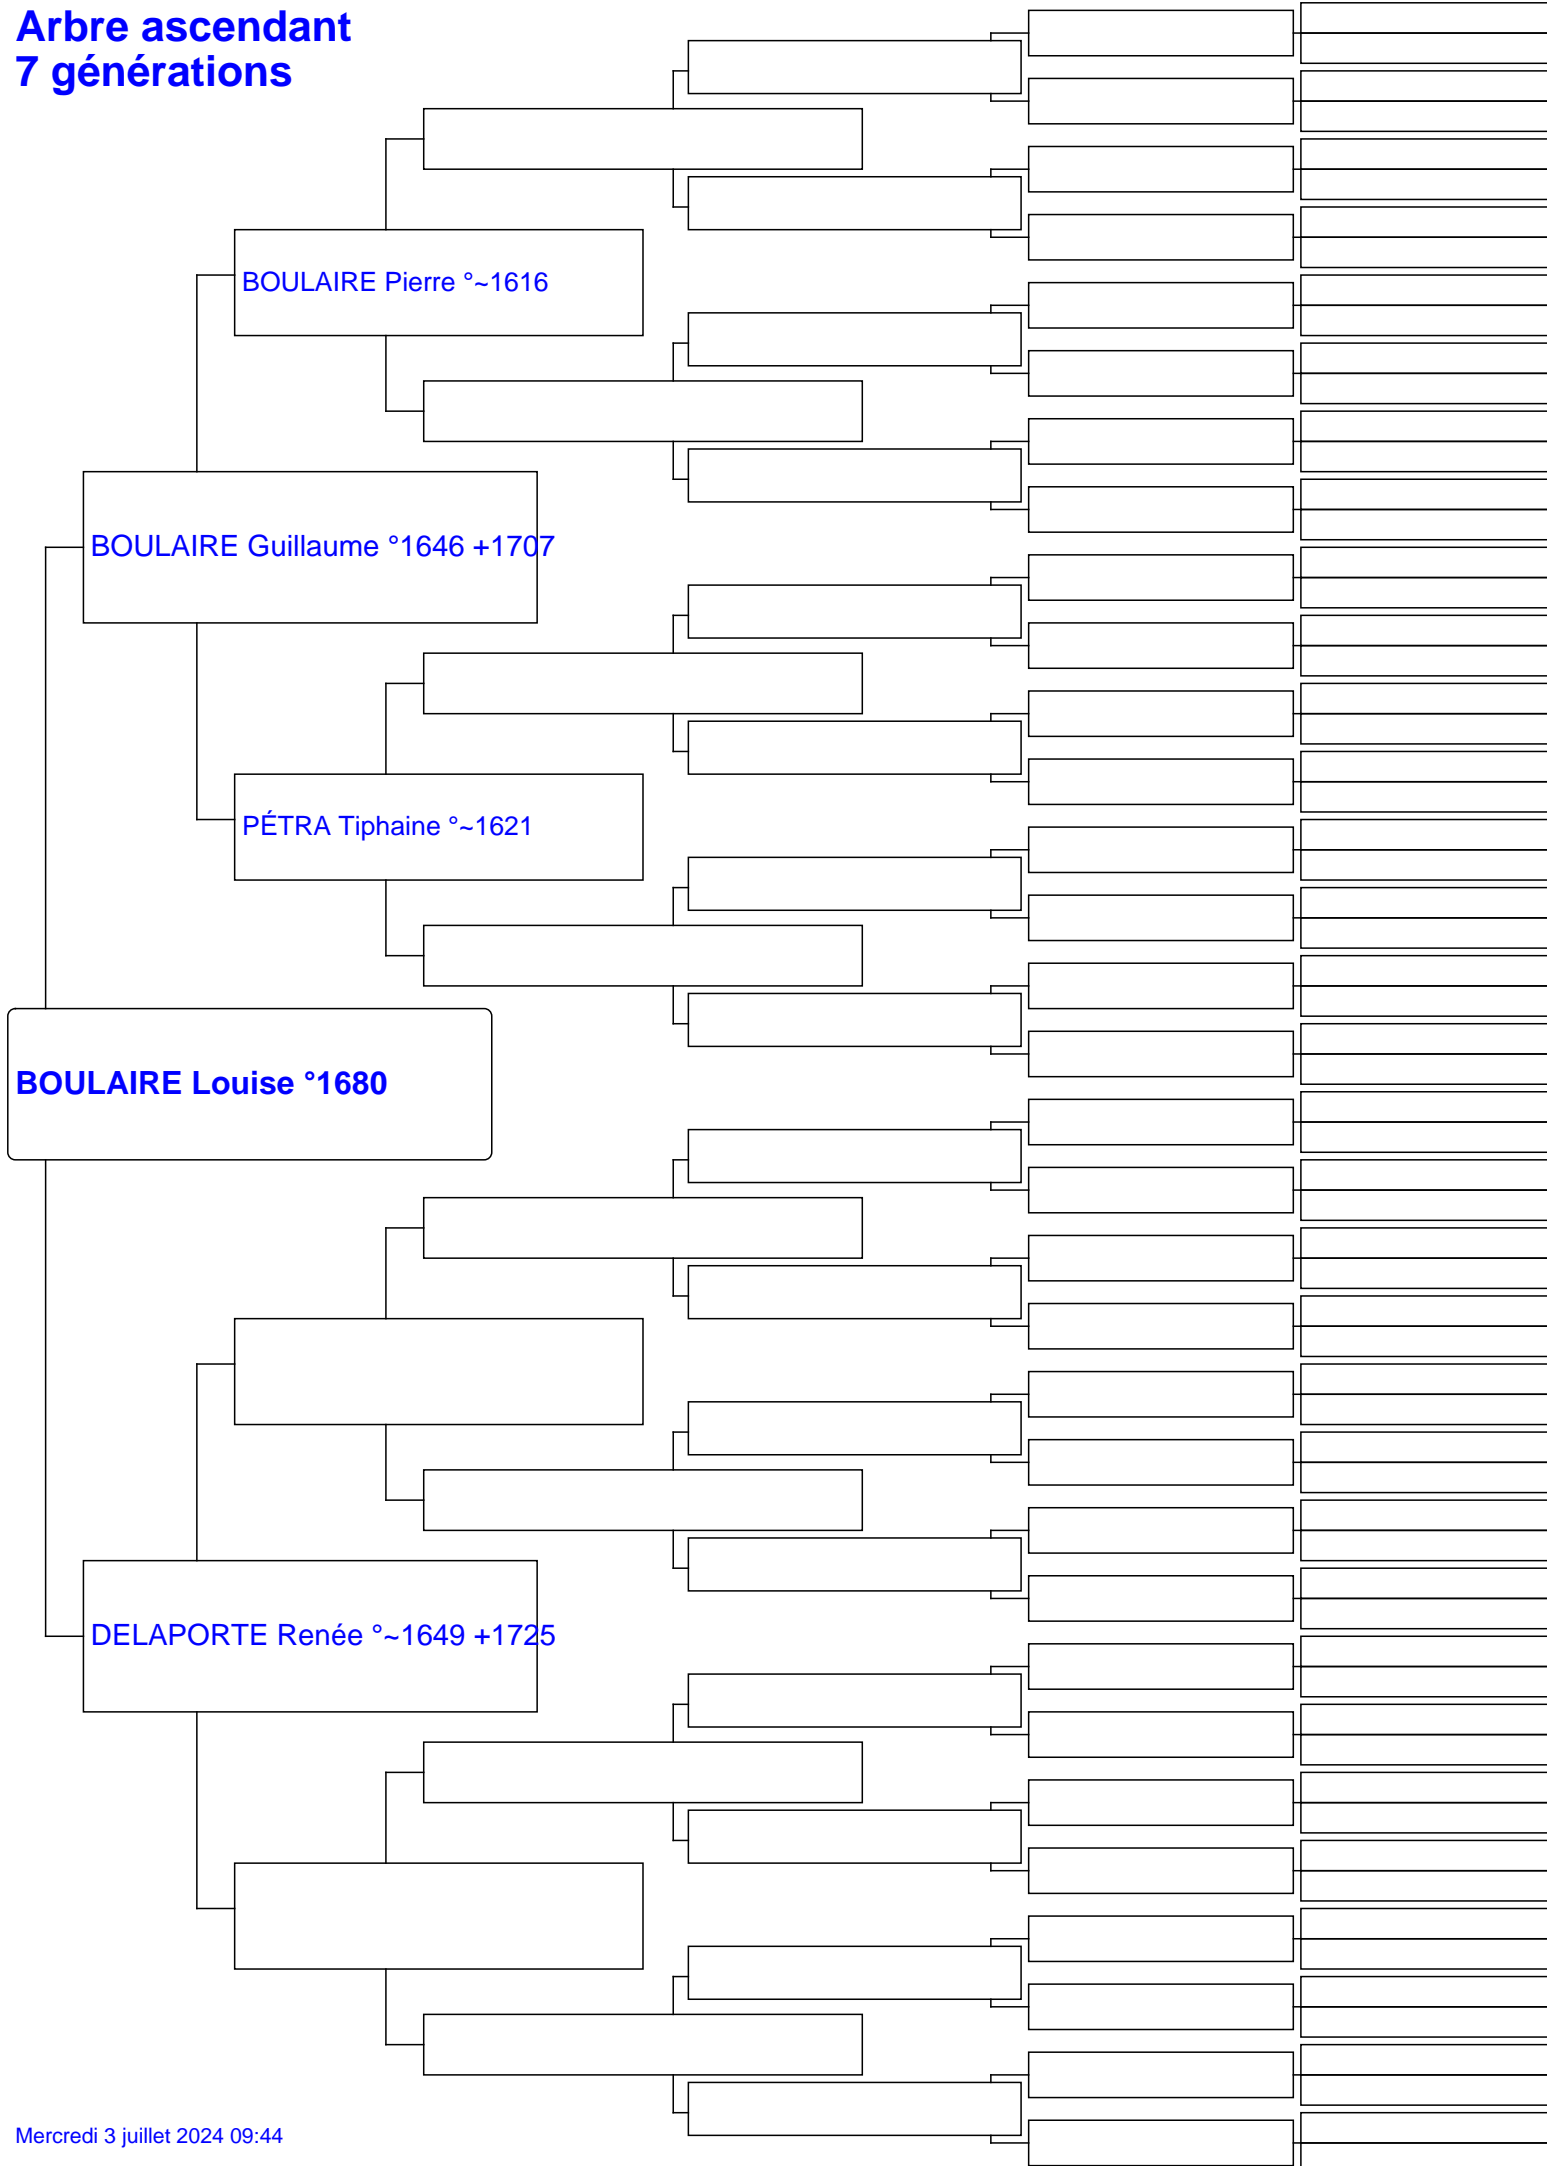 Arbre ascendant
7 générations
BOULAIRE Pierre °~1616
BOULAIRE Guillaume °1646 +1707
PÉTRA Tiphaine °~1621
BOULAIRE Louise °1680
DELAPORTE Renée °~1649 +1725
Mercredi 3 juillet 2024 09:44